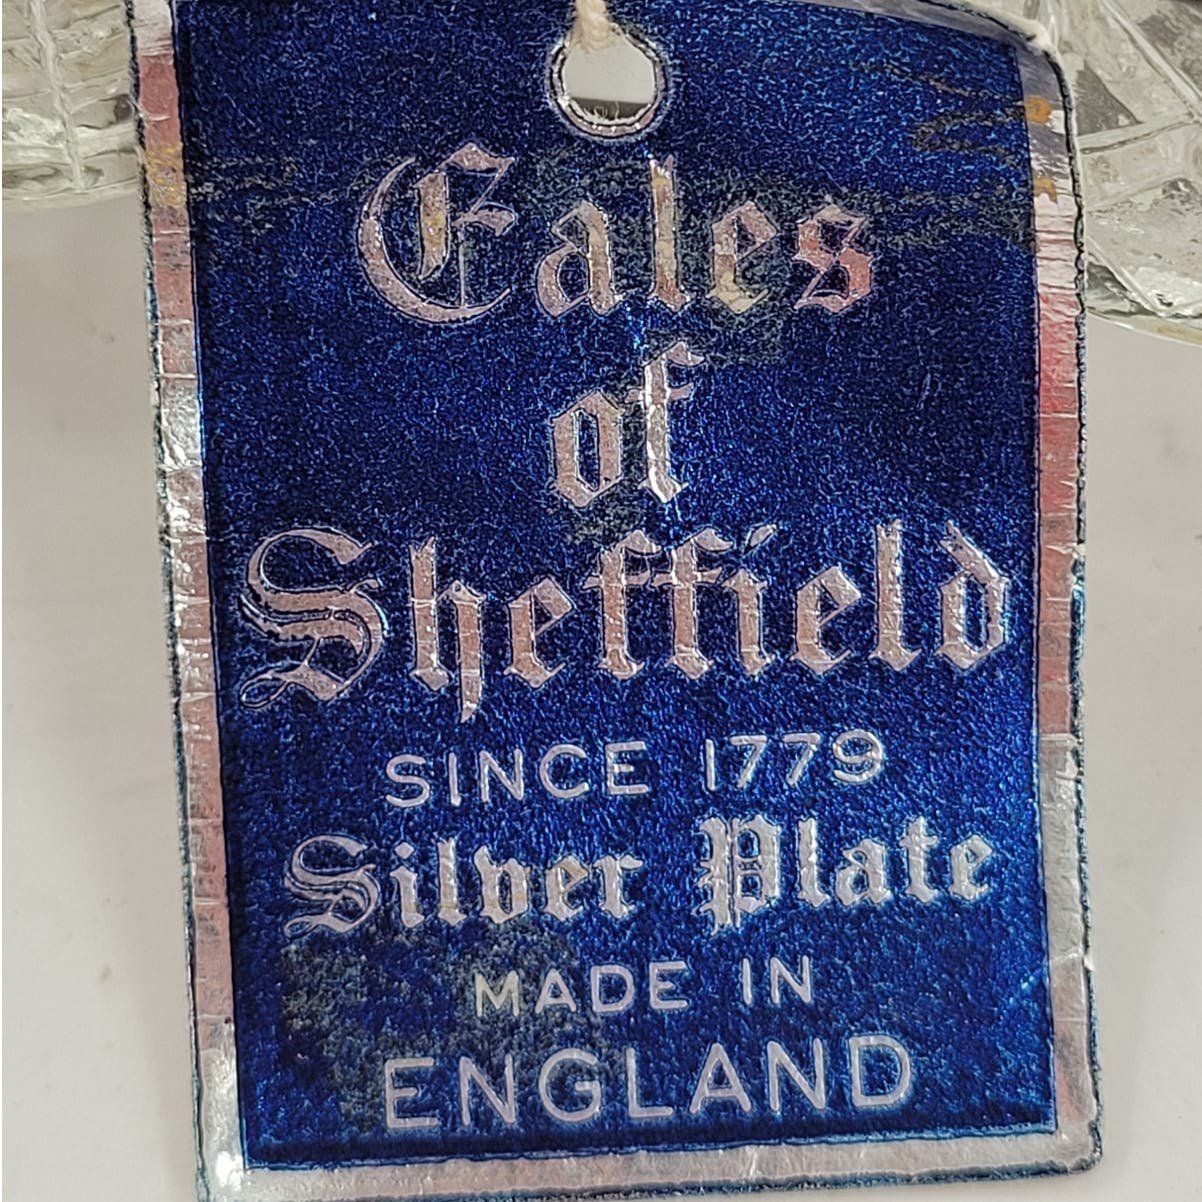 Eales
of
Sheffield
SINCE 1779
Silver Plate
MADE IN
ENGLAND